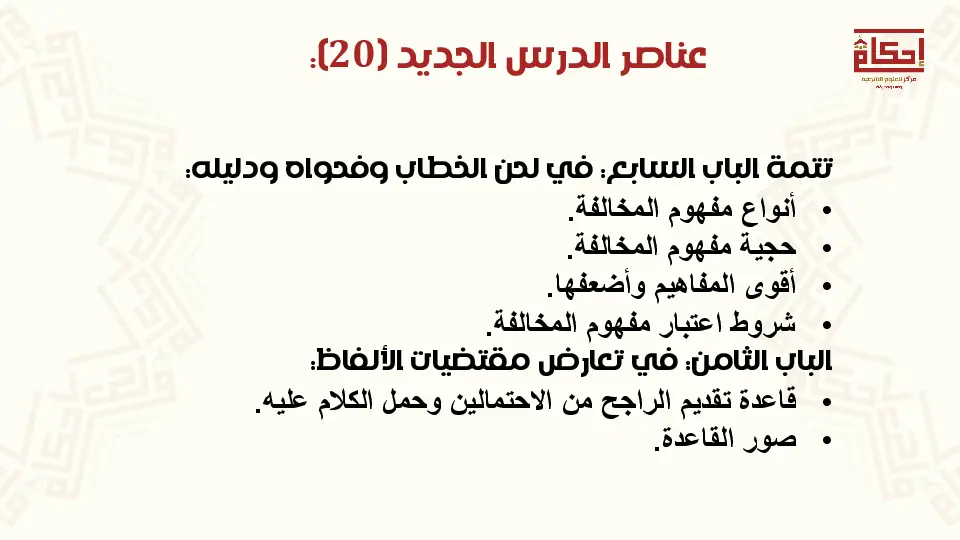 عناصر الدرس الجديد (20):
إحكام
مركز للعلوم الشرعية
تتمة الباب السابع: في لحن الخطاب وفحواه ودليله:
• أنواع مفهوم المخالفة.
• حجية مفهوم المخالفة.
• أقوى المفاهيم وأضعفها.
• شروط اعتبار مفهوم المخالفة.
الباب الثامن: في تعارض مقتضيات الألفاظ:
• قاعدة تقديم الراجح من الاحتمالين وحمل الكلام عليه.
• صور القاعدة.